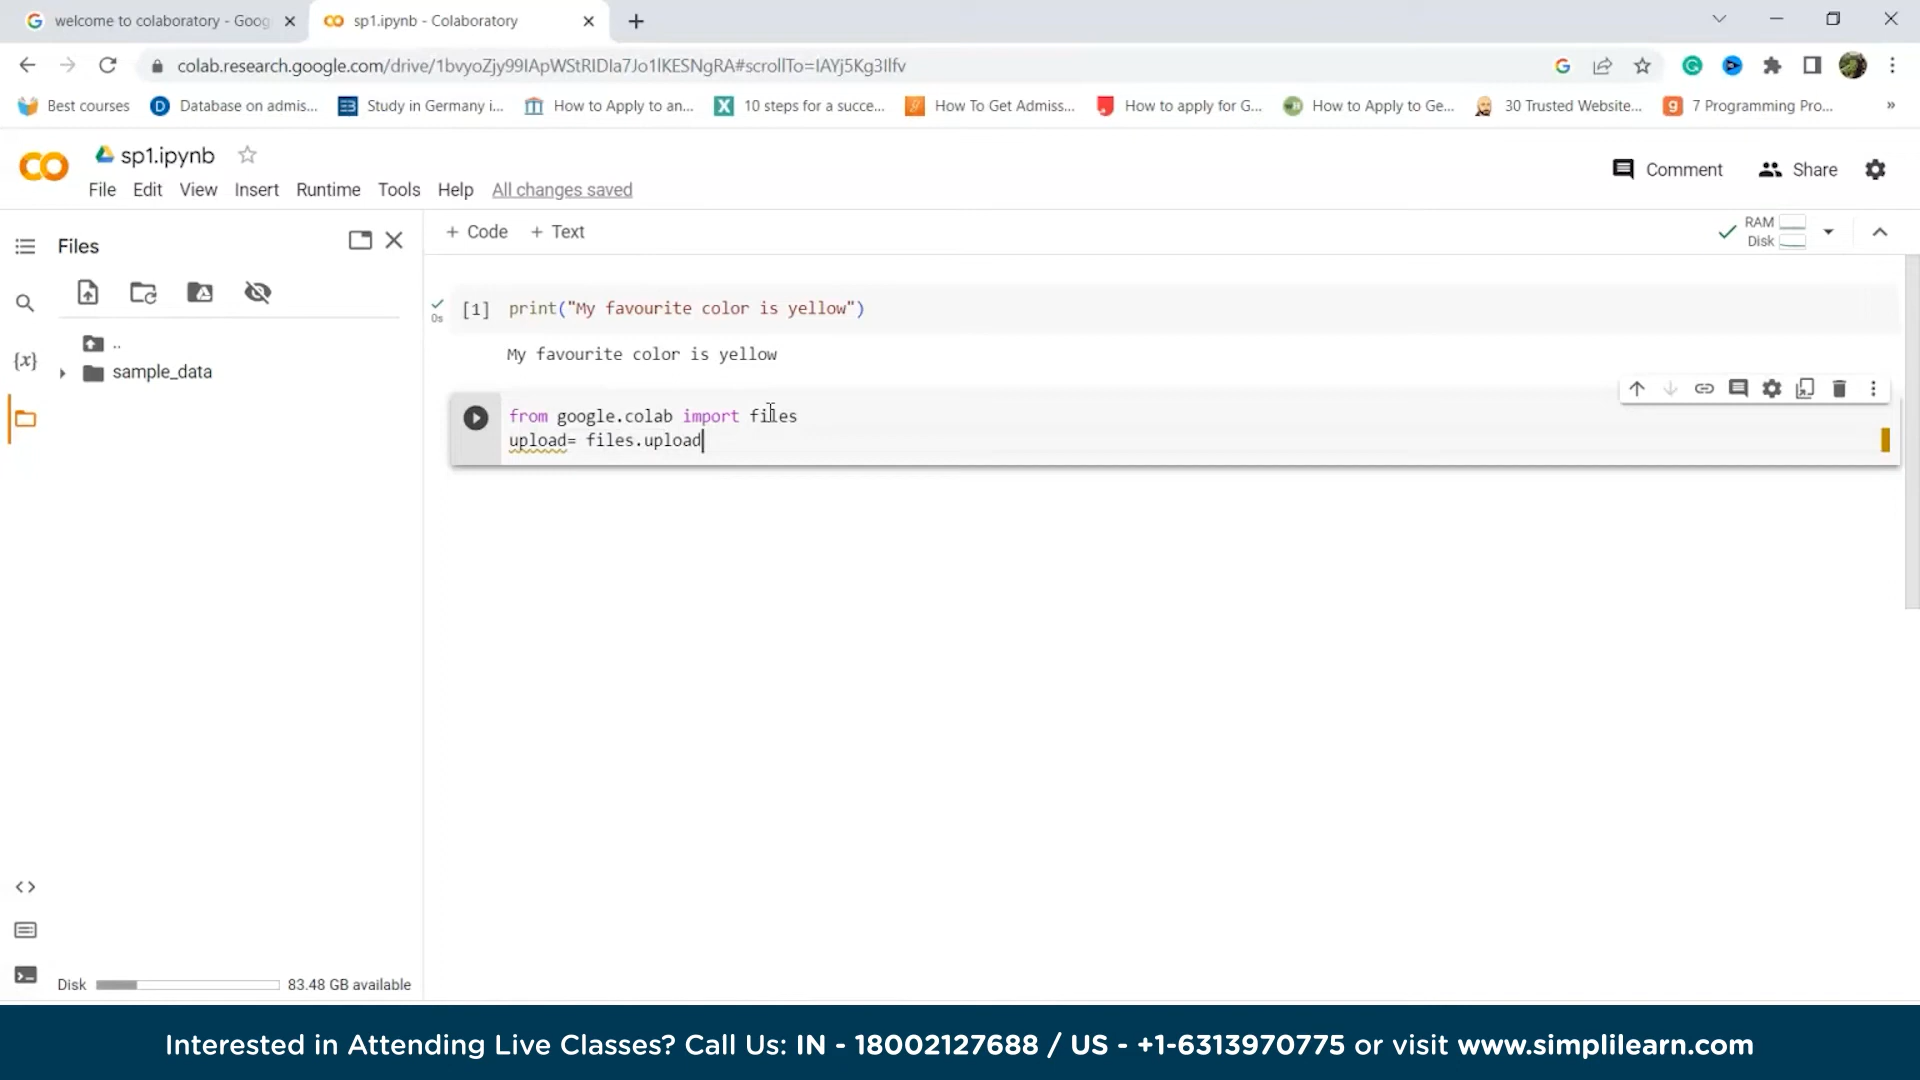 welcome to colaboratory - Goog
sp1.ipynb - Colaboratory
colab.research.google.com/drive/1bvyoZjy99IApWStRIDIa7Jo1lKESNgRA#scrollTo=IAYj5Kg3Ilfv
Best courses
Database on admis...
Study in Germany i...
How to Apply to an...
10 steps for a succe...
How To Get Admiss...
How to apply for G...
How to Apply to Ge...
30 Trusted Website...
7 Programming Pro...
»
CO
sp1.ipynb
File Edit View Insert Runtime Tools Help All changes saved
Comment
Share
Files
+ Code + Text
RAM
Disk
..
sample_data
{x}
0s
[1] print("My favourite color is yellow")
My favourite color is yellow
from google.colab import files
upload= files.upload
Disk 83.48 GB available
Interested in Attending Live Classes? Call Us: IN - 18002127688 / US - +1-6313970775 or visit www.simplilearn.com